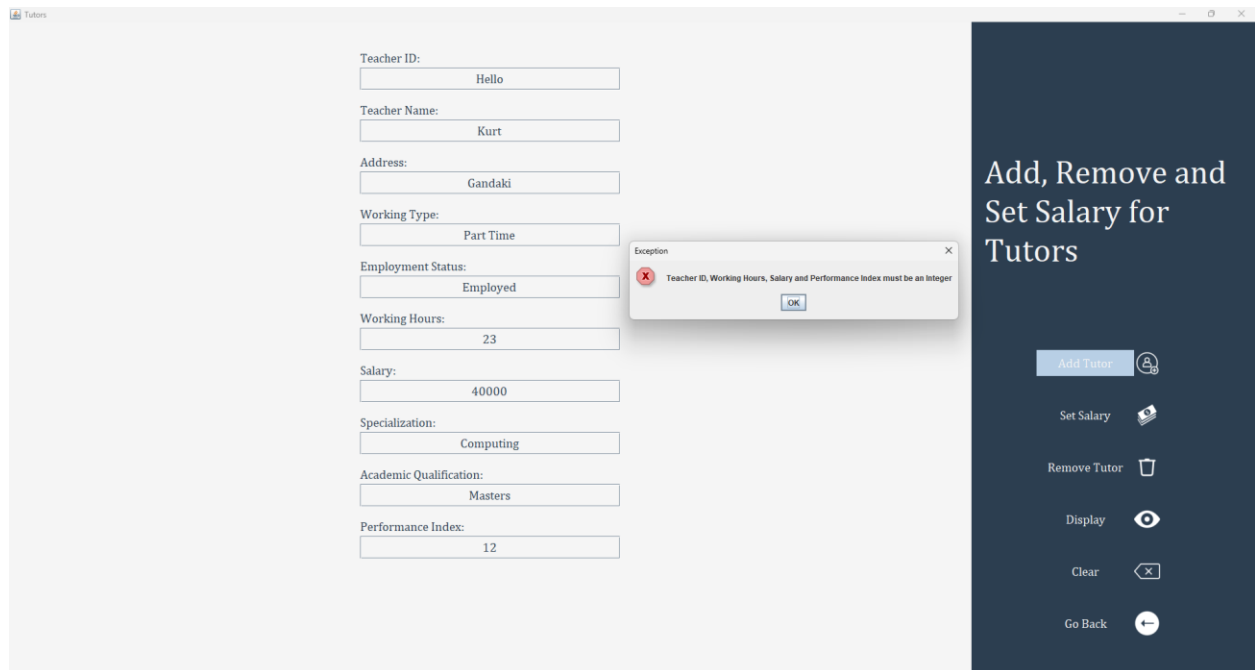 Tutors
Teacher ID:
Hello
Teacher Name:
Kurt
Address:
Gandaki
Working Type:
Part Time
Employment Status:
Employed
Working Hours:
23
Salary:
40000
Specialization:
Computing
Academic Qualification:
Masters
Performance Index:
12
Exception
Teacher ID, Working Hours, Salary and Performance Index must be an Integer
OK
Add, Remove and
Set Salary for
Tutors
Add Tutor
Set Salary
Remove Tutor
Display
Clear
Go Back